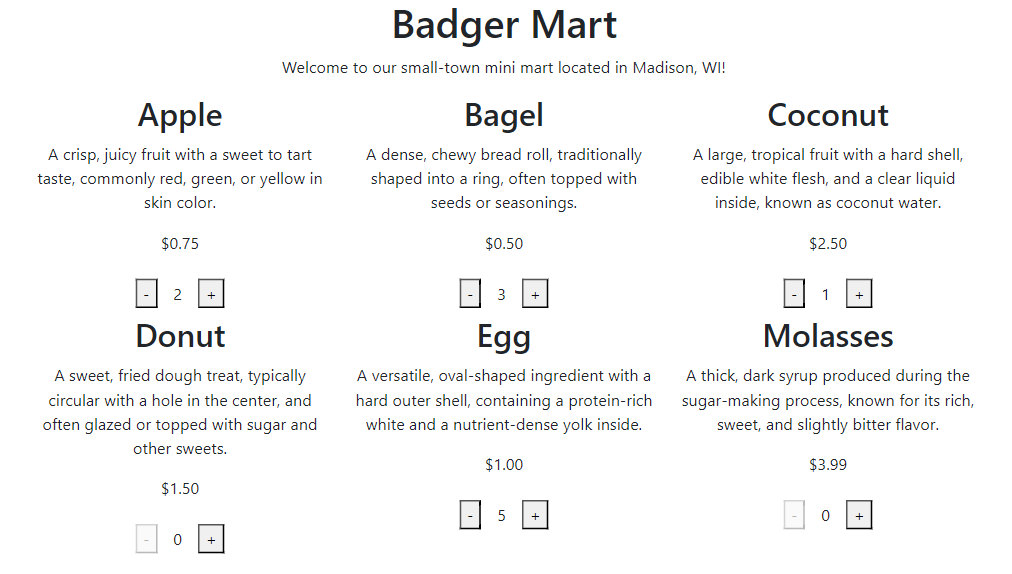 Badger Mart
Welcome to our small-town mini mart located in Madison, WI!
Apple
A crisp, juicy fruit with a sweet to tart
taste, commonly red, green, or yellow in
skin color.
$0.75
- 2 +
Bagel
A dense, chewy bread roll, traditionally
shaped into a ring, often topped with
seeds or seasonings.
$0.50
- 3 +
Coconut
A large, tropical fruit with a hard shell,
edible white flesh, and a clear liquid
inside, known as coconut water.
$2.50
- 1 +
Donut
A sweet, fried dough treat, typically
circular with a hole in the center, and
often glazed or topped with sugar and
other sweets.
$1.50
- 0 +
Egg
A versatile, oval-shaped ingredient with a
hard outer shell, containing a protein-rich
white and a nutrient-dense yolk inside.
$1.00
- 5 +
Molasses
A thick, dark syrup produced during the
sugar-making process, known for its rich,
sweet, and slightly bitter flavor.
$3.99
- 0 +